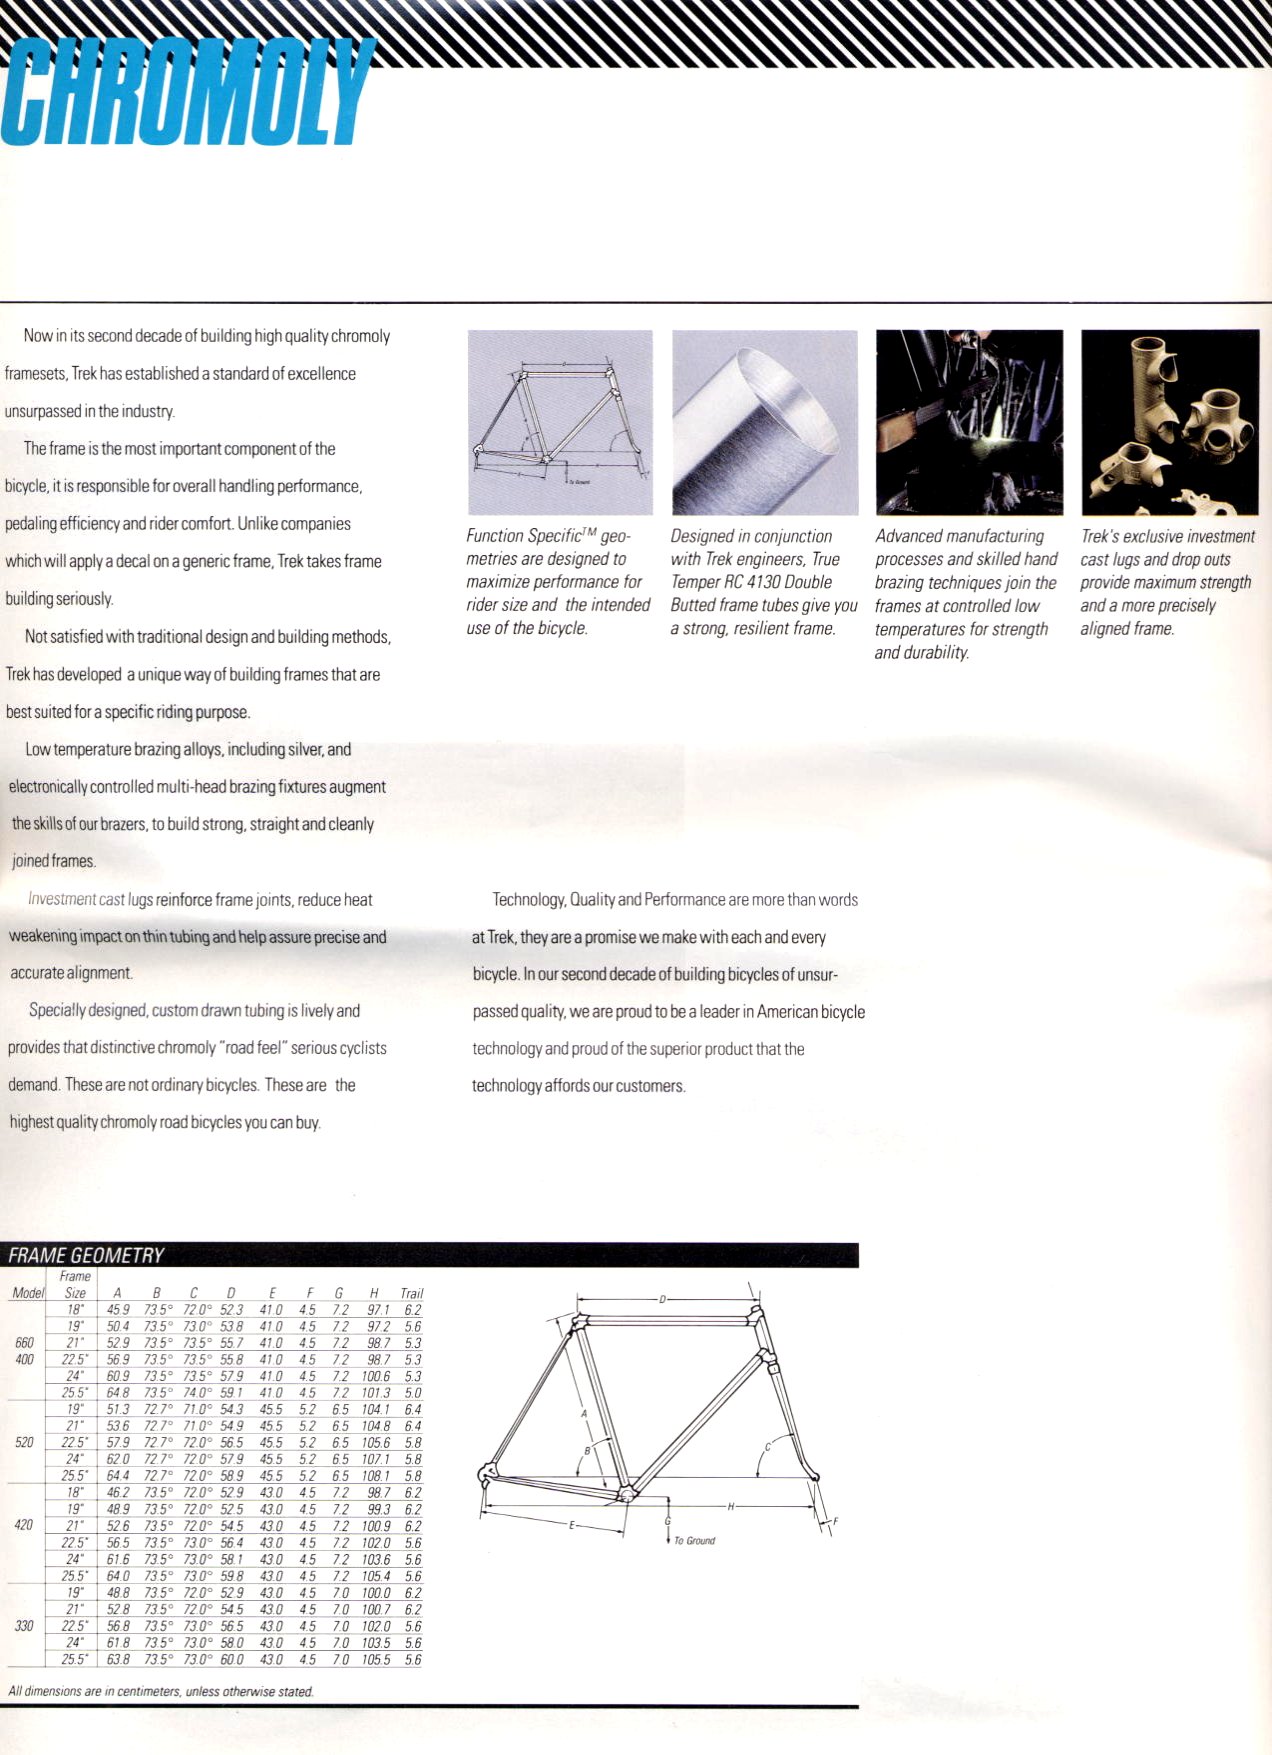 CHROMOLY
Now in its second decade of building high quality chromoly
framesets, Trek has established a standard of excellence
unsurpassed in the industry.
The frame is the most important component of the
bicycle, it is responsible for overall handling performance,
pedaling efficiency and rider comfort. Unlike companies
which will apply a decal on a generic frame, Trek takes frame
building seriously.
Not satisfied with traditional design and building methods,
Trek has developed a unique way of building frames that are
best suited for a specific riding purpose.
Low temperature brazing alloys, including silver, and
electronically controlled multi-head brazing fixtures augment
the skills of our brazers, to build strong, straight and cleanly
joined frames.
Investment cast lugs reinforce frame joints, reduce heat
weakening impact on thin tubing and help assure precise and
accurate alignment.
Specially designed, custom drawn tubing is lively and
provides that distinctive chromoly "road feel" serious cyclists
demand. These are not ordinary bicycles. These are the
highest quality chromoly road bicycles you can buy.
To Ground
Function Specific™ geo-
metries are designed to
maximize performance for
rider size and the intended
use of the bicycle.
Designed in conjunction
with Trek engineers, True
Temper RC 4130 Double
Butted frame tubes give you
a strong, resilient frame.
Advanced manufacturing
processes and skilled hand
brazing techniques join the
frames at controlled low
temperatures for strength
and durability.
Trek's exclusive investment
cast lugs and drop outs
provide maximum strength
and a more precisely
aligned frame.
Technology, Quality and Performance are more than words
at Trek, they are a promise we make with each and every
bicycle. In our second decade of building bicycles of unsur-
passed quality, we are proud to be a leader in American bicycle
technology and proud of the superior product that the
technology affords our customers.
FRAME GEOMETRY
Model Frame Size A B C D E F G H Trail
18" 45.9 73.5° 72.0° 52.3 41.0 4.5 7.2 97.1 6.2
19" 50.4 73.5° 73.0° 53.8 41.0 4.5 7.2 97.2 5.6
660 21" 52.9 73.5° 73.5° 55.7 41.0 4.5 7.2 98.7 5.3
400 22.5" 56.9 73.5° 73.5° 55.8 41.0 4.5 7.2 98.7 5.3
24" 60.9 73.5° 73.5° 57.9 41.0 4.5 7.2 100.6 5.3
25.5" 64.8 73.5° 74.0° 59.1 41.0 4.5 7.2 101.3 5.0
19" 51.3 72.7° 71.0° 54.3 45.5 5.2 6.5 104.1 6.4
21" 53.6 72.7° 71.0° 54.9 45.5 5.2 6.5 104.8 6.4
520 22.5" 57.9 72.7° 72.0° 56.5 45.5 5.2 6.5 105.6 5.8
24" 62.0 72.7° 72.0° 57.9 45.5 5.2 6.5 107.1 5.8
25.5" 64.4 72.7° 72.0° 58.9 45.5 5.2 6.5 108.1 5.8
18" 46.2 73.5° 72.0° 52.9 43.0 4.5 7.2 98.7 6.2
19" 48.9 73.5° 72.0° 52.5 43.0 4.5 7.2 99.3 6.2
420 21" 52.6 73.5° 72.0° 54.5 43.0 4.5 7.2 100.9 6.2
22.5" 56.5 73.5° 73.0° 56.4 43.0 4.5 7.2 102.0 5.6
24" 61.6 73.5° 73.0° 58.1 43.0 4.5 7.2 103.6 5.6
25.5" 64.0 73.5° 73.0° 59.8 43.0 4.5 7.2 105.4 5.6
19" 48.8 73.5° 72.0° 52.9 43.0 4.5 7.0 100.0 6.2
21" 52.8 73.5° 72.0° 54.5 43.0 4.5 7.0 100.7 6.2
330 22.5" 56.8 73.5° 73.0° 56.5 43.0 4.5 7.0 102.0 5.6
24" 61.8 73.5° 73.0° 58.0 43.0 4.5 7.0 103.5 5.6
25.5" 63.8 73.5° 73.0° 60.0 43.0 4.5 7.0 105.5 5.6
All dimensions are in centimeters, unless otherwise stated.
D
A
B
C
H
E
G
F
To Ground